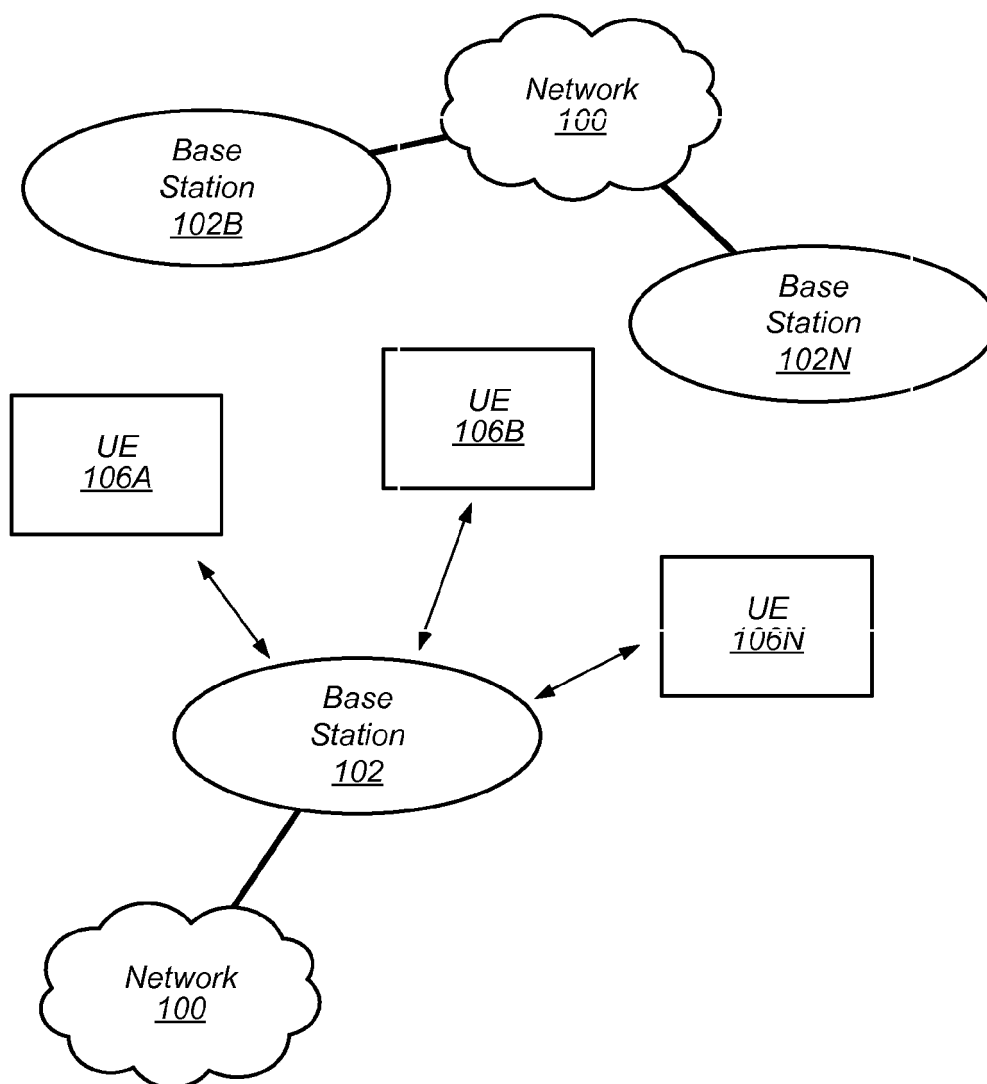 Network
100
Base
Station
102B
Base
Station
102N
UE
106B
UE
106A
UE
106N
Base
Station
102
Network
100